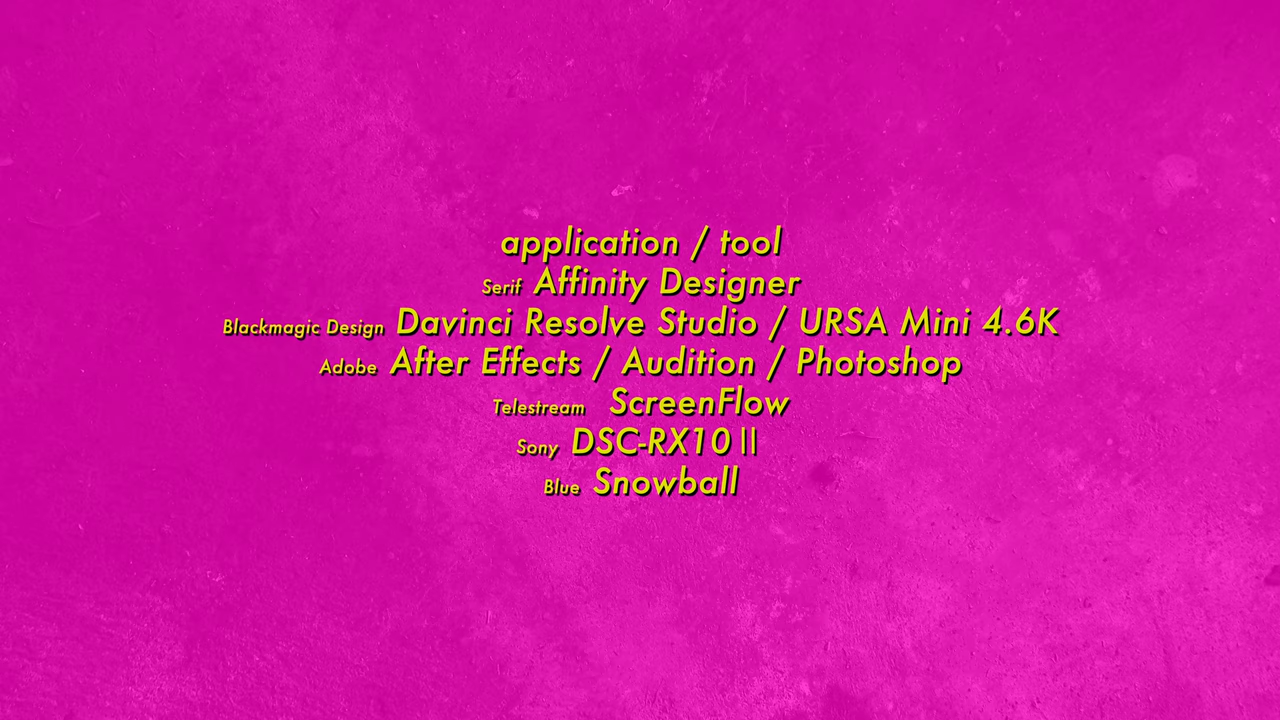 application / tool
Serif Affinity Designer
Blackmagic Design Davinci Resolve Studio / URSA Mini 4.6K
Adobe After Effects / Audition / Photoshop
Telestream ScreenFlow
Sony DSC-RX10 II
Blue Snowball